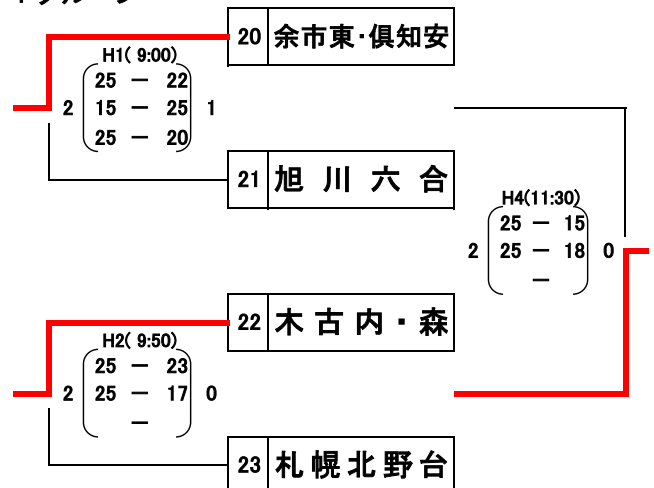 20 余市東・倶知安
H1( 9:00)
25 － 22
2 15 － 25 1
25 － 20
21 旭川六合
H4(11:30)
25 － 15
2 25 － 18 0
－
22 木古内・森
H2( 9:50)
25 － 23
2 25 － 17 0
－
23 札幌北野台